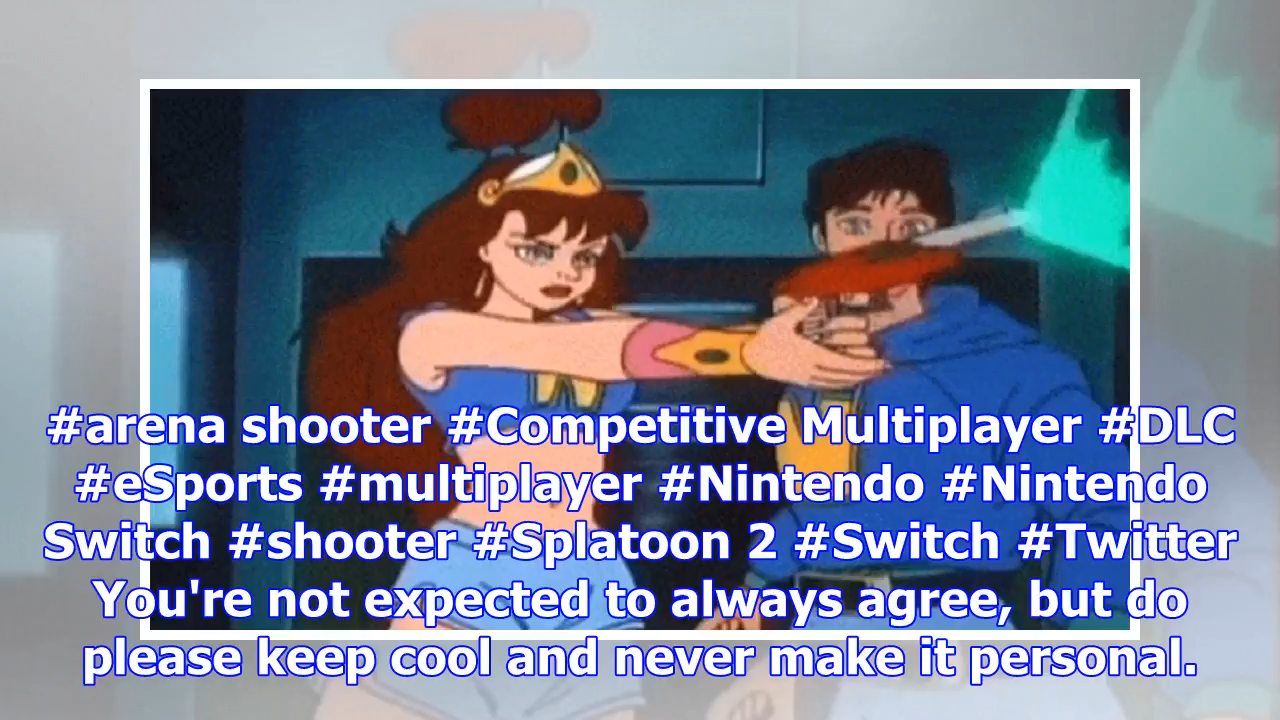 #arena shooter #Competitive Multiplayer #DLC
#eSports #multiplayer #Nintendo #Nintendo
Switch #shooter #Splatoon 2 #Switch #Twitter
You're not expected to always agree, but do
please keep cool and never make it personal.